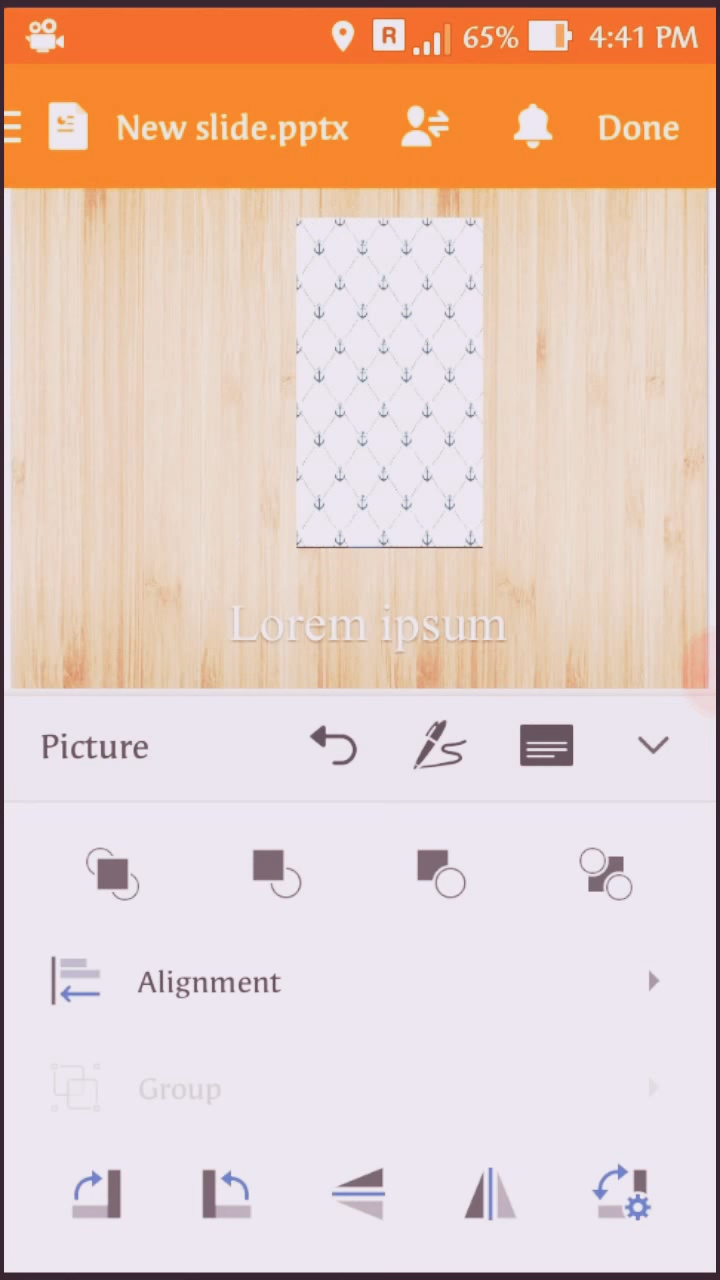 R 65% 4:41 PM
New slide.pptx Done
Lorem ipsum
Picture
Alignment
Group